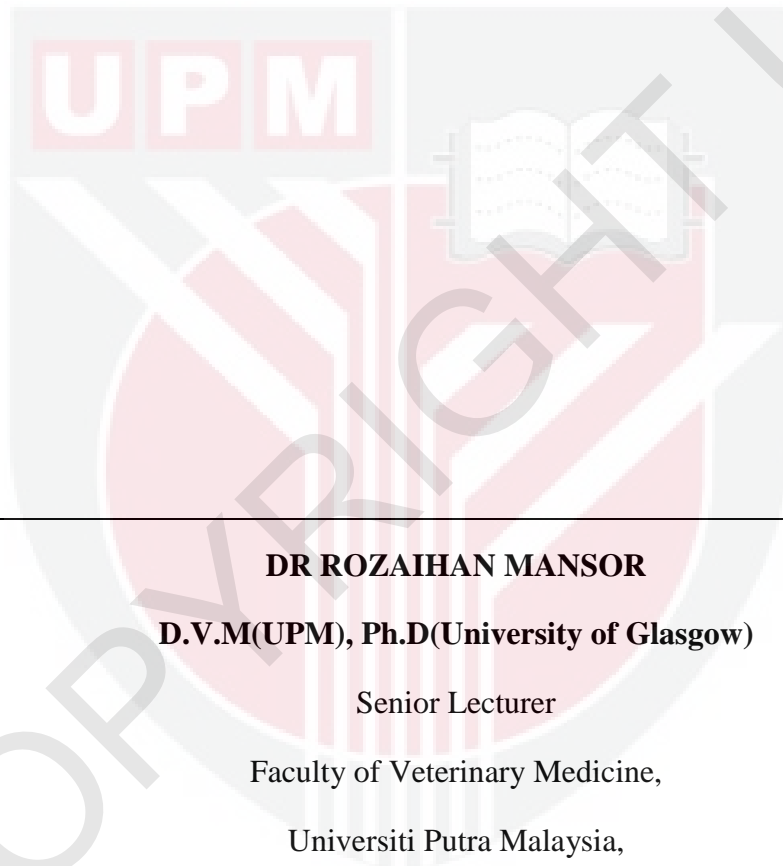 UPM
COPYRIGHT U
DR ROZAIHAN MANSOR
D.V.M(UPM), Ph.D(University of Glasgow)
Senior Lecturer
Faculty of Veterinary Medicine,
Universiti Putra Malaysia,